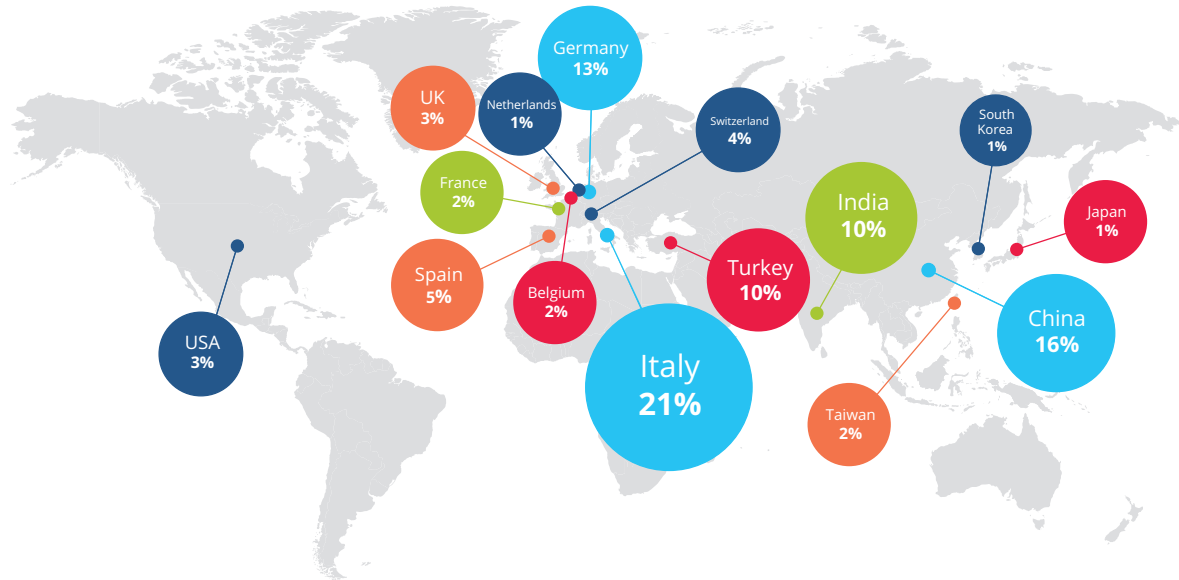 Germany
13%
UK
3%
Netherlands
1%
Switzerland
4%
South
Korea
1%
France
2%
India
10%
Japan
1%
Spain
5%
Belgium
2%
Turkey
10%
China
16%
USA
3%
Italy
21%
Taiwan
2%